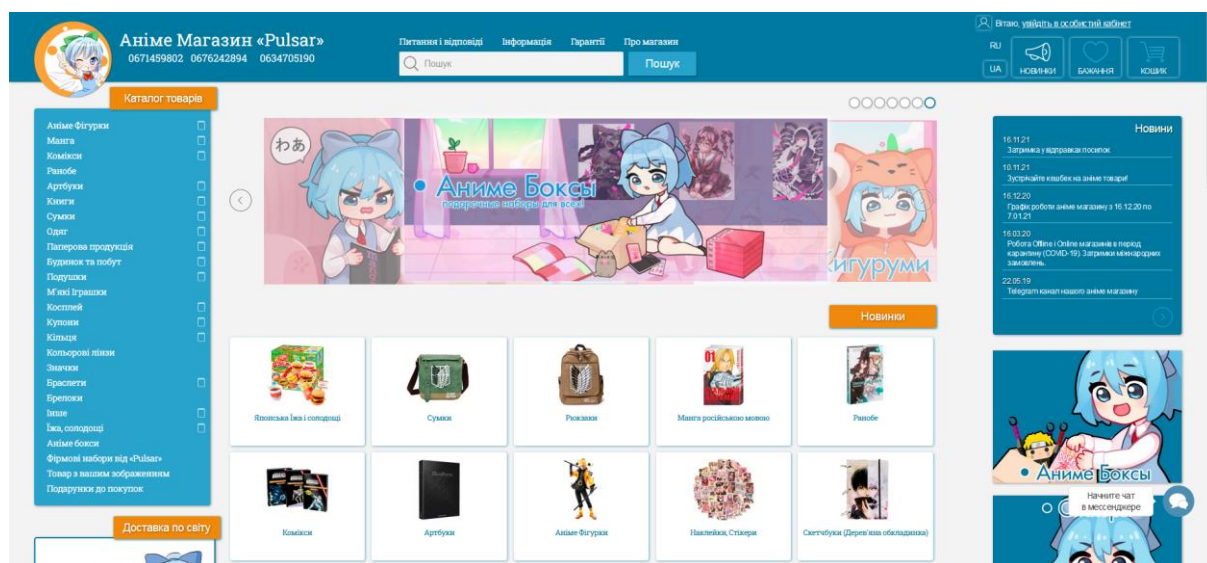 Аніме Магазин «Pulsar»
0671459802 0676242894 0634705190
Питання і відповіді Інформація Гарантії Про магазин
Пошук Пошук
Вітаю, увійдіть в особистий кабінет
RU
UA
НОВИНКИ БАЖАННЯ КОШИК
Каталог товарів
Аніме Фігурки
Манга
Комікси
Ранобе
Артбуки
Книги
Сумки
Одяг
Паперова продукція
Будинок та побут
Подушки
М'які Іграшки
Косплей
Купони
Кільця
Кольорові лінзи
Значки
Браслети
Брелоки
Інше
Їжа, солодощі
Аніме бокси
Фірмові набори від «Pulsar»
Товар з вашим зображенням
Подарунки до покупок
Доставка по світу
わあ
Аниме Боксы
подарочные наборы для всех!
Кигуруми
Новинки
Японська Їжа і солодощі
Сумки
Рюкзаки
01
Манга російською мовою
Ранобе
Комікси
Артбуки
Аніме Фігурки
Наклейки, Стікери
Скетчбуки (Дерев'яна обкладинка)
Новини
16.11.21
Затримка у відправках посилок
10.11.21
Зустрічайте кешбек на аніме товари!
16.12.20
Графік роботи аніме магазину з 16.12.20 по
7.01.21
16.03.20
Робота Offline і Online магазинів в період
карантину (COVID-19). Затримки міжнародних
замовлень.
22.05.19
Telegram канал нашого аніме магазину
Аниме Боксы
Начните чат
в мессенджере